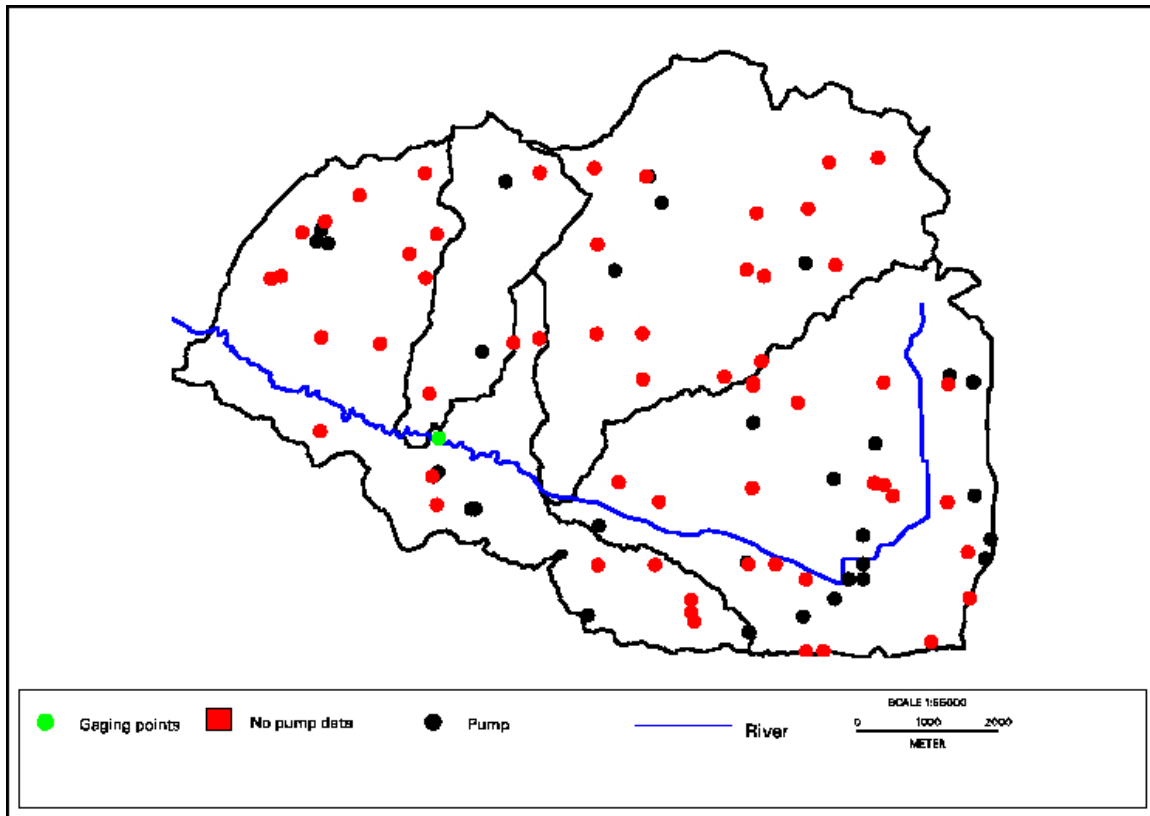 Gaging points
No pump data
Pump
River
SCALE 1:55000
0 1000 2000
METER